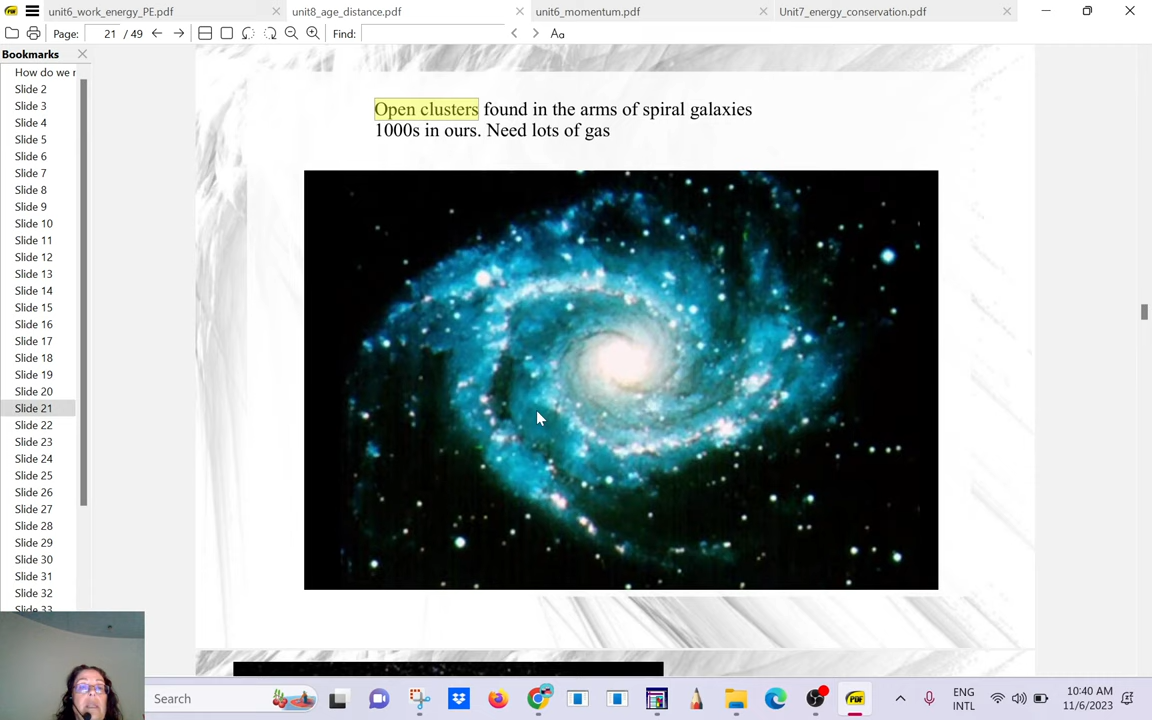 unit6_work_energy_PE.pdf
unit8_age_distance.pdf
unit6_momentum.pdf
Unit7_energy_conservation.pdf
Page: 21 / 49
Find:
Aa
Bookmarks
How do we r
Slide 2
Slide 3
Slide 4
Slide 5
Slide 6
Slide 7
Slide 8
Slide 9
Slide 10
Slide 11
Slide 12
Slide 13
Slide 14
Slide 15
Slide 16
Slide 17
Slide 18
Slide 19
Slide 20
Slide 21
Slide 22
Slide 23
Slide 24
Slide 25
Slide 26
Slide 27
Slide 28
Slide 29
Slide 30
Slide 31
Slide 32
Slide 33
Open clusters found in the arms of spiral galaxies
1000s in ours. Need lots of gas
Search
ENG
INTL
10:40 AM
11/6/2023